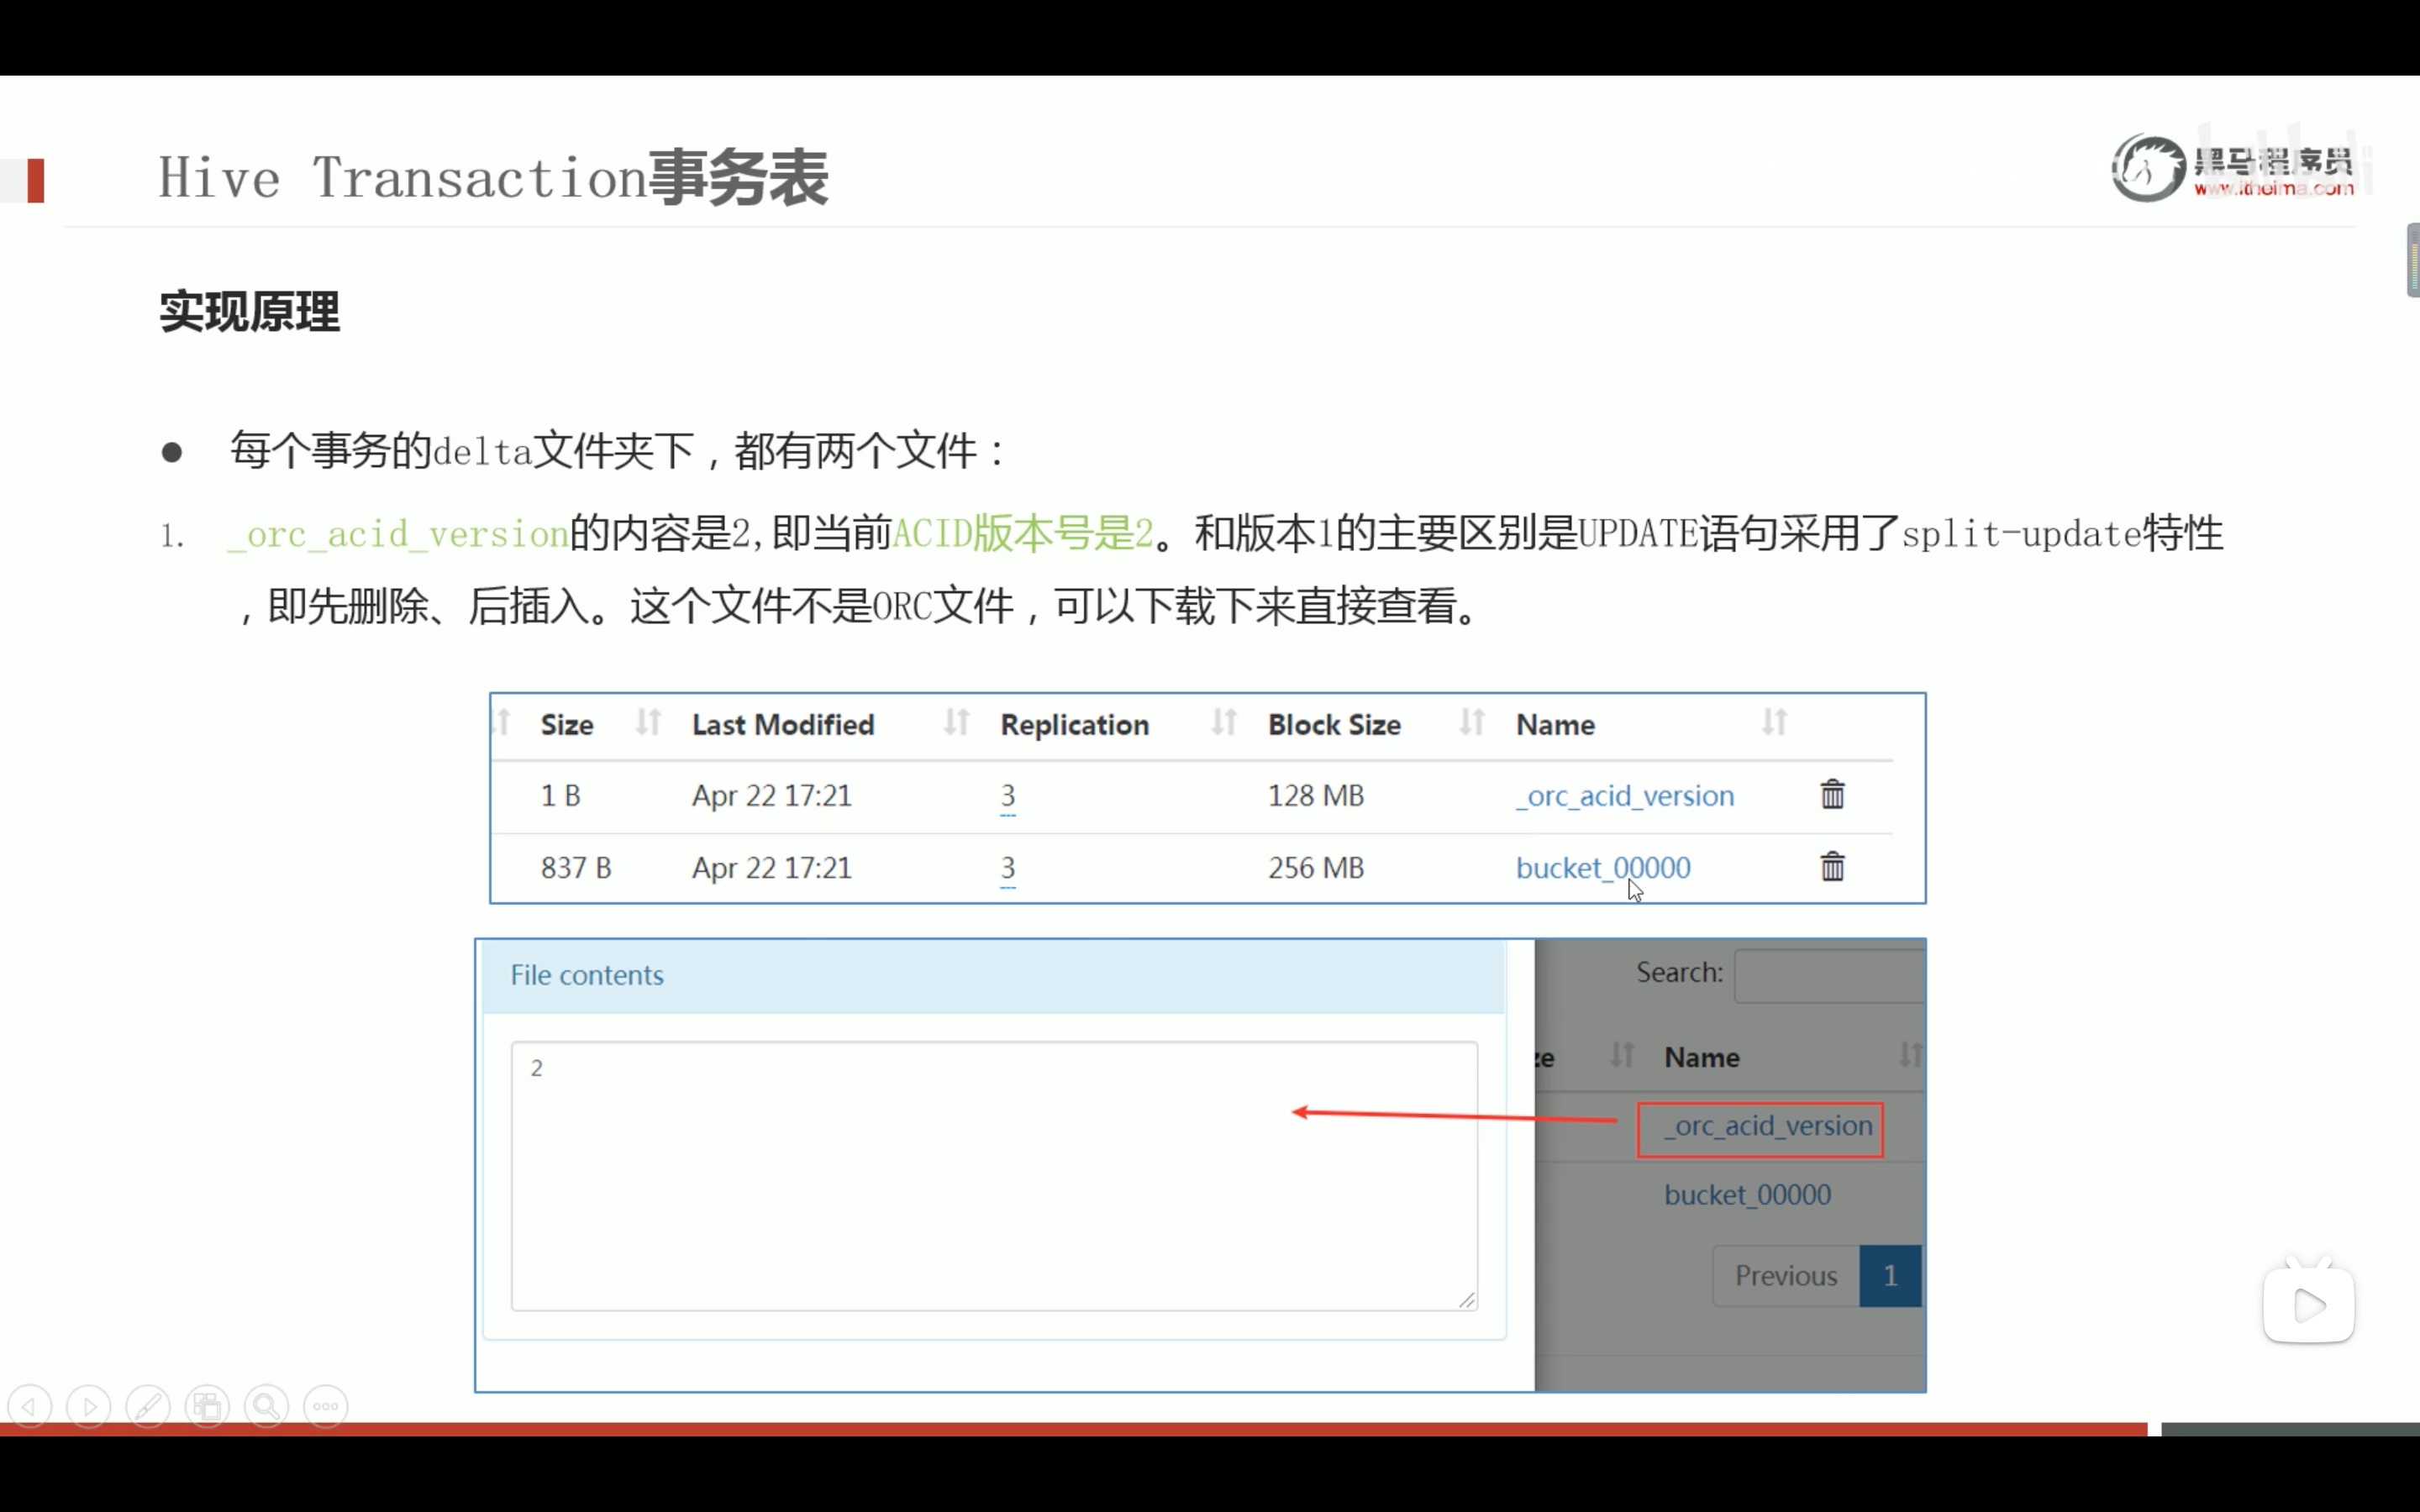 Hive Transaction事务表
黑马程序员
www.itheima.com
实现原理
● 每个事务的delta文件夹下，都有两个文件：
1. _orc_acid_version的内容是2,即当前ACID版本号是2。和版本1的主要区别是UPDATE语句采用了split-update特性
，即先删除、后插入。这个文件不是ORC文件，可以下载下来直接查看。
Size Last Modified Replication Block Size Name
1 B Apr 22 17:21 3 128 MB _orc_acid_version
837 B Apr 22 17:21 3 256 MB bucket_00000
File contents
2
Search:
ze Name
_orc_acid_version
bucket_00000
Previous 1